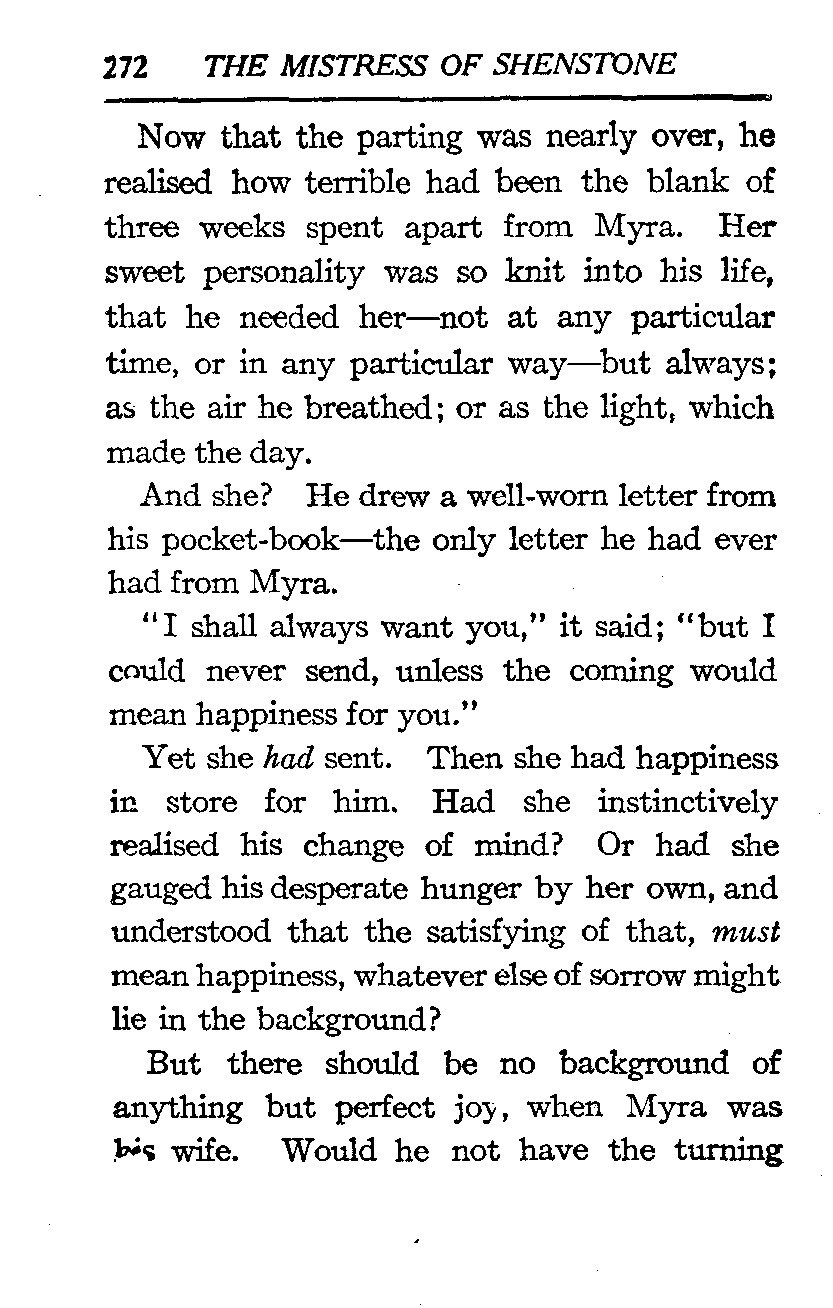 272 THE MISTRESS OF SHENSTONE
Now that the parting was nearly over, he
realised how terrible had been the blank of
three weeks spent apart from Myra. Her
sweet personality was so knit into his life,
that he needed her—not at any particular
time, or in any particular way—but always;
as the air he breathed; or as the light, which
made the day.
And she? He drew a well-worn letter from
his pocket-book—the only letter he had ever
had from Myra.
"I shall always want you," it said; "but I
could never send, unless the coming would
mean happiness for you."
Yet she had sent. Then she had happiness
in store for him. Had she instinctively
realised his change of mind? Or had she
gauged his desperate hunger by her own, and
understood that the satisfying of that, must
mean happiness, whatever else of sorrow might
lie in the background?
But there should be no background of
anything but perfect joy, when Myra was
his wife. Would he not have the turning